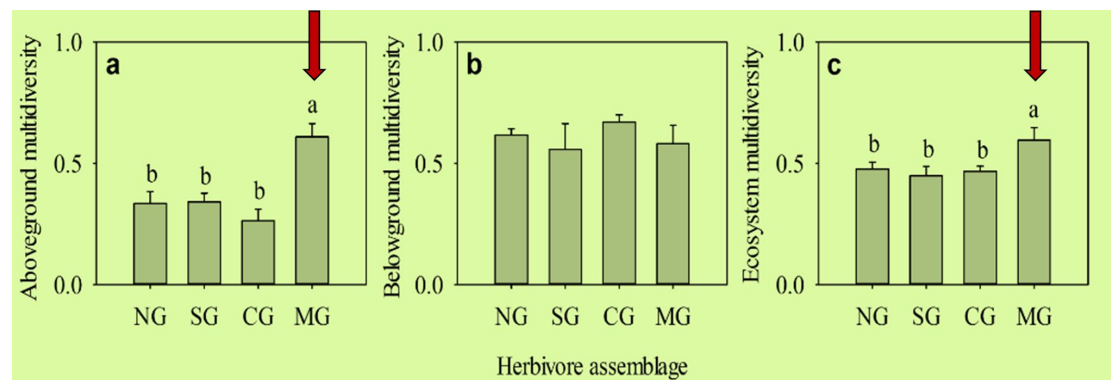 Aboveground multidiversity
1.0
0.5
0.0
a
b
b
b
a
NG SG CG MG
Belowground multidiversity
1.0
0.5
0.0
b
NG SG CG MG
Ecosystem multidiversity
1.0
0.5
0.0
c
b
b
b
a
NG SG CG MG
Herbivore assemblage